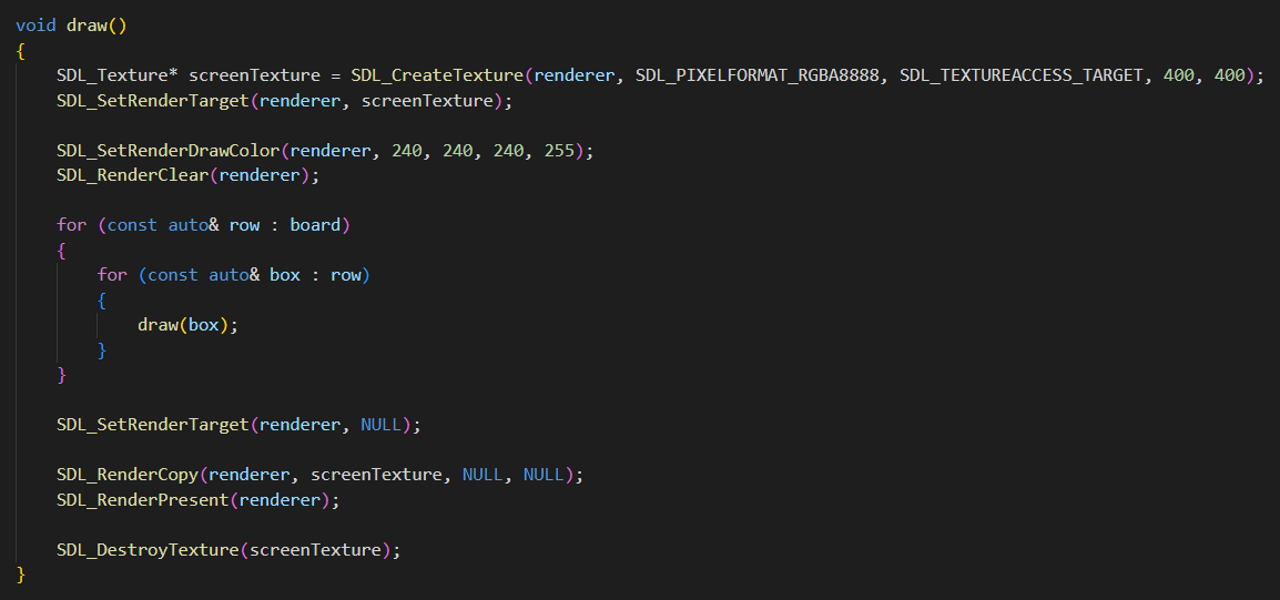 void draw()
{
    SDL_Texture* screenTexture = SDL_CreateTexture(renderer, SDL_PIXELFORMAT_RGBA8888, SDL_TEXTUREACCESS_TARGET, 400, 400);
    SDL_SetRenderTarget(renderer, screenTexture);

    SDL_SetRenderDrawColor(renderer, 240, 240, 240, 255);
    SDL_RenderClear(renderer);

    for (const auto& row : board)
    {
        for (const auto& box : row)
        {
            draw(box);
        }
    }

    SDL_SetRenderTarget(renderer, NULL);

    SDL_RenderCopy(renderer, screenTexture, NULL, NULL);
    SDL_RenderPresent(renderer);

    SDL_DestroyTexture(screenTexture);
}